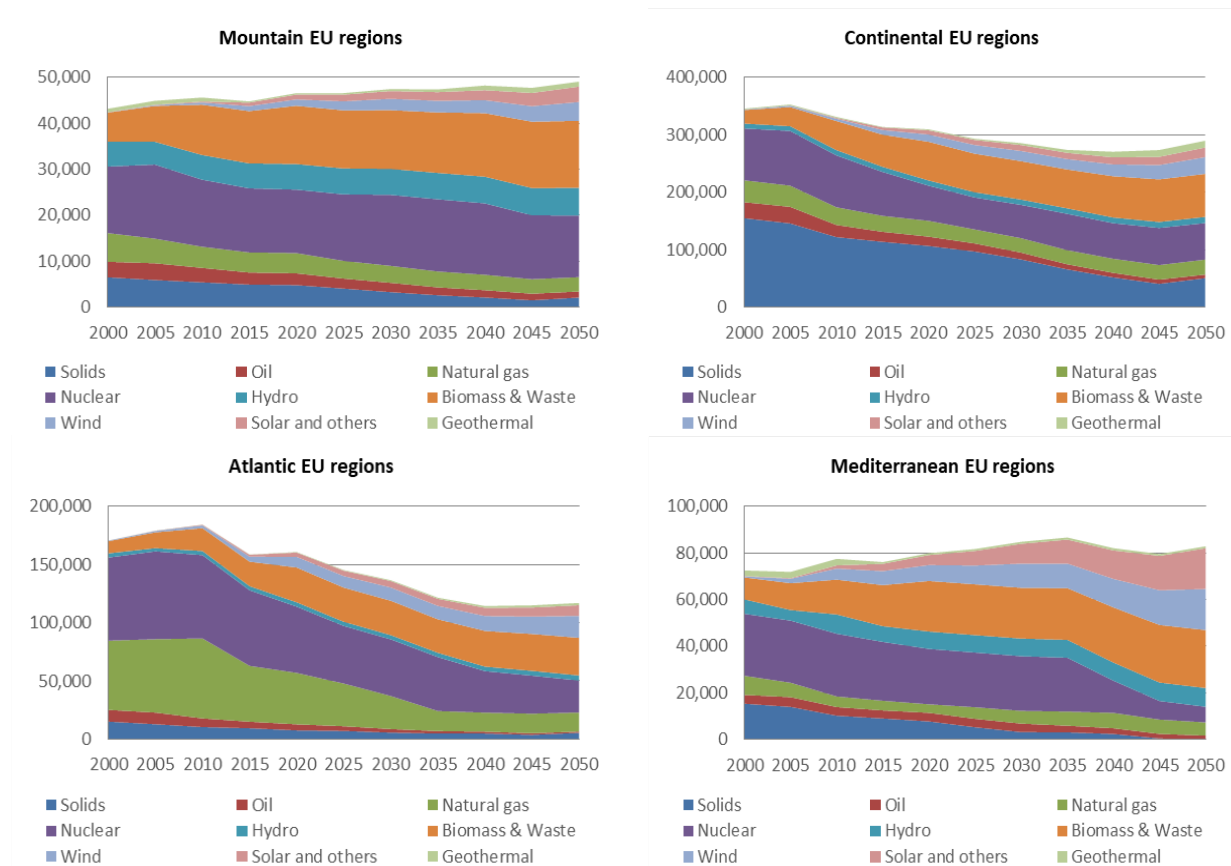 Mountain EU regions
50,000
40,000
30,000
20,000
10,000
0
2000 2005 2010 2015 2020 2025 2030 2035 2040 2045 2050
Solids Oil Natural gas
Nuclear Hydro Biomass & Waste
Wind Solar and others Geothermal
Continental EU regions
400,000
300,000
200,000
100,000
0
2000 2005 2010 2015 2020 2025 2030 2035 2040 2045 2050
Solids Oil Natural gas
Nuclear Hydro Biomass & Waste
Wind Solar and others Geothermal
Atlantic EU regions
200,000
150,000
100,000
50,000
0
2000 2005 2010 2015 2020 2025 2030 2035 2040 2045 2050
Solids Oil Natural gas
Nuclear Hydro Biomass & Waste
Wind Solar and others Geothermal
Mediterranean EU regions
100,000
80,000
60,000
40,000
20,000
0
2000 2005 2010 2015 2020 2025 2030 2035 2040 2045 2050
Solids Oil Natural gas
Nuclear Hydro Biomass & Waste
Wind Solar and others Geothermal